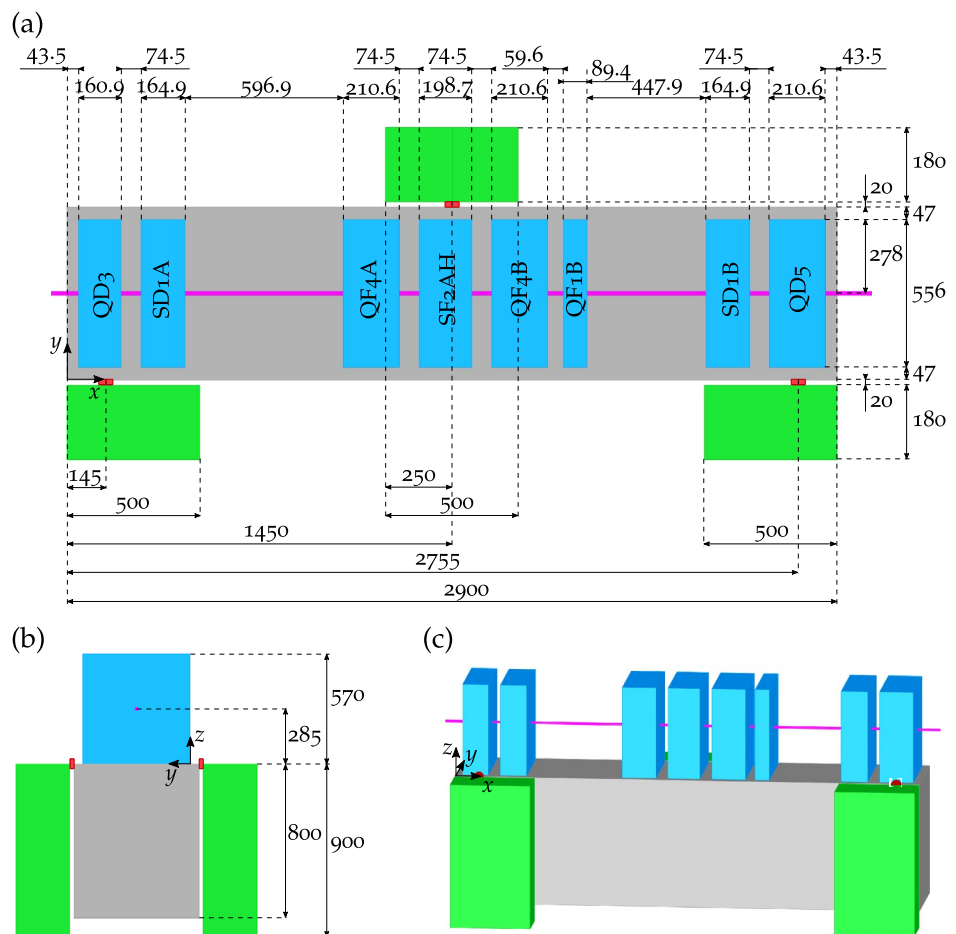 (a)
43.5 74.5 74.5 74.5 59.6 74.5 43.5
89.4
160.9 164.9 596.9 210.6 198.7 210.6 447.9 164.9 210.6
180
20
47
278
QD3 SD1A QF4A SF2AH QF4B QF1B SD1B QD5
556
y
47
x
20
180
145 250
500 500
1450 500
2755
2900
(b) (c)
570
285
z
y
z
y
x
800
900